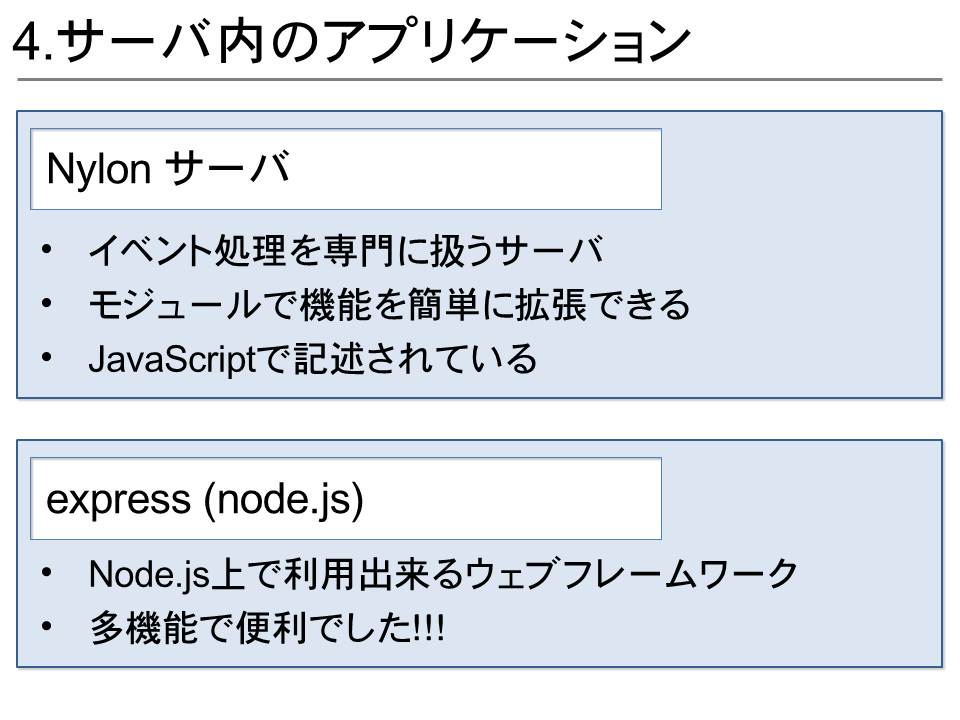 4.サーバ内のアプリケーション
Nylon サーバ
• イベント処理を専門に扱うサーバ
• モジュールで機能を簡単に拡張できる
• JavaScriptで記述されている
express (node.js)
• Node.js上で利用出来るウェブフレームワーク
• 多機能で便利でした!!!